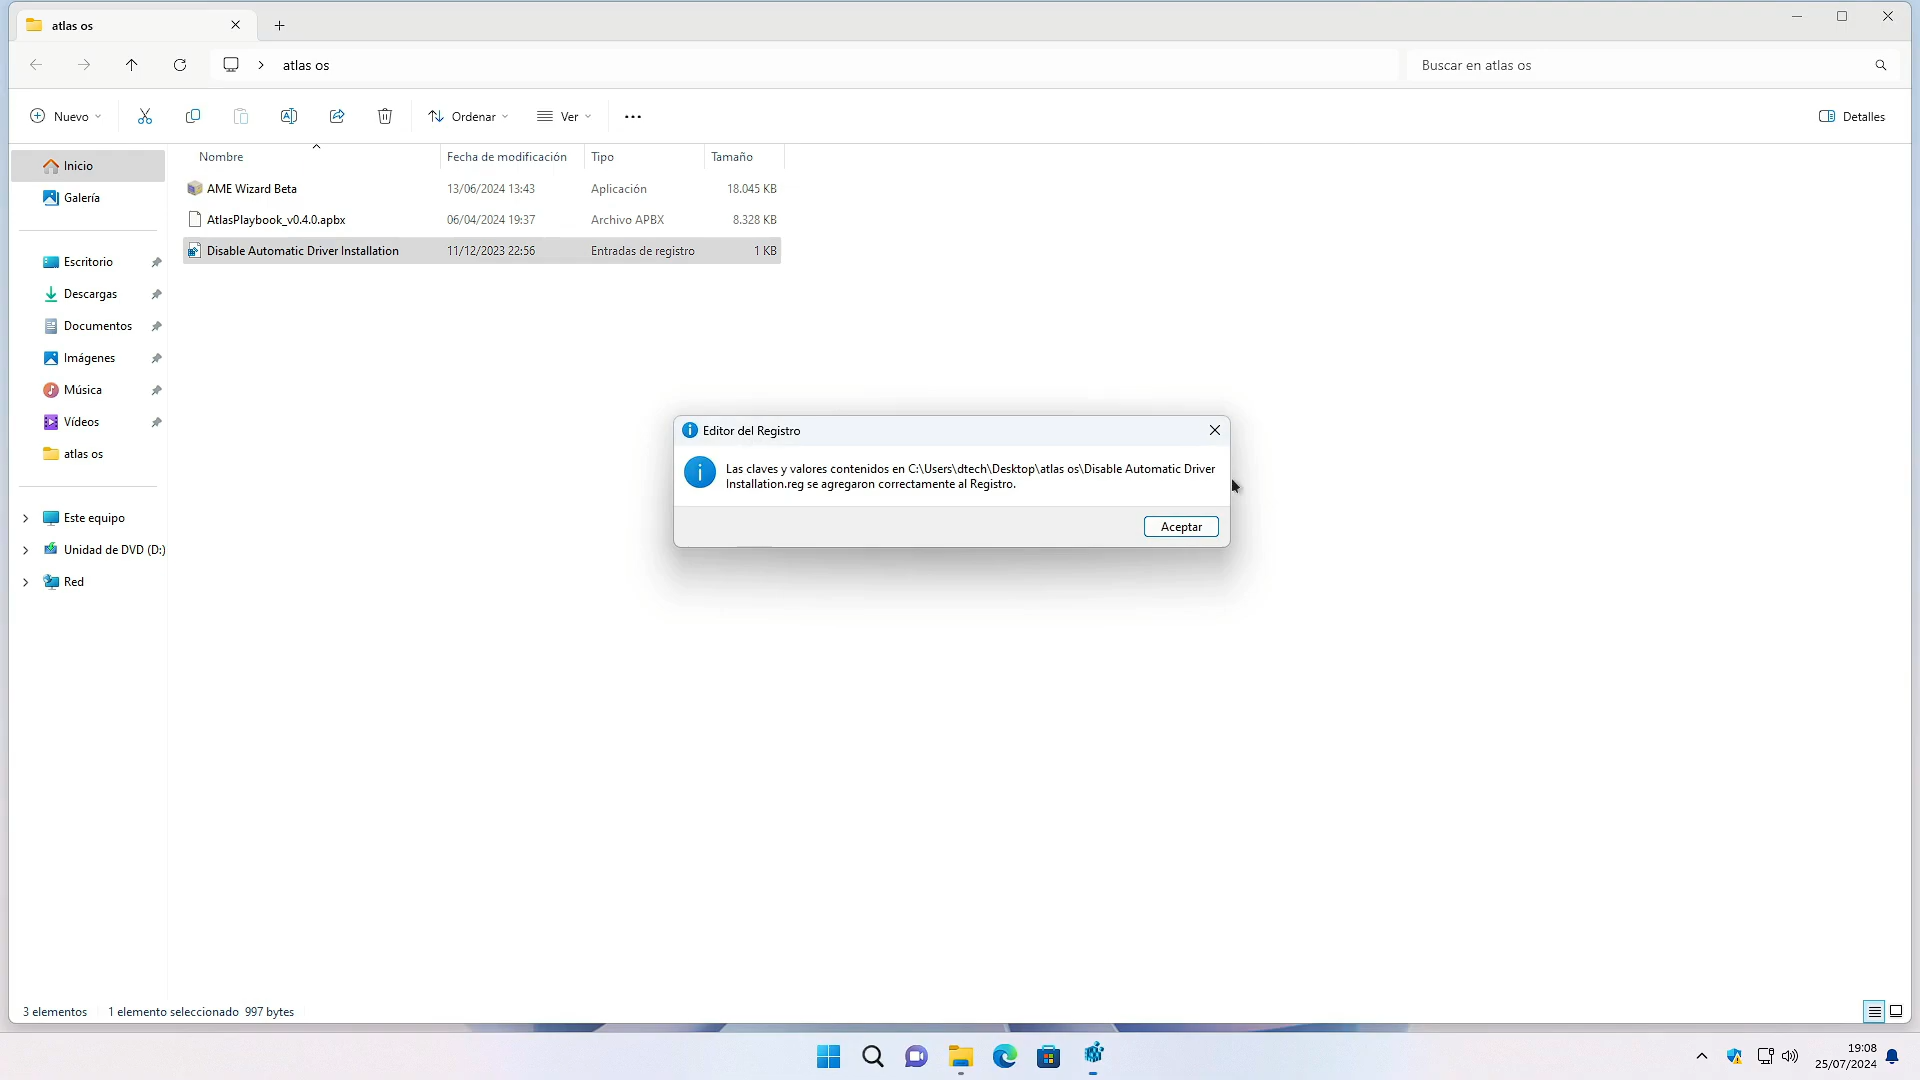 atlas os
atlas os
Buscar en atlas os
Nuevo
Ordenar
Ver
Detalles
Nombre Fecha de modificación Tipo Tamaño
AME Wizard Beta 13/06/2024 13:43 Aplicación 18.045 KB
AtlasPlaybook_v0.4.0.apbx 06/04/2024 19:37 Archivo APBX 8.328 KB
Disable Automatic Driver Installation 11/12/2023 22:56 Entradas de registro 1 KB
Inicio
Galería
Escritorio
Descargas
Documentos
Imágenes
Música
Vídeos
atlas os
Este equipo
Unidad de DVD (D:)
Red
Editor del Registro
Las claves y valores contenidos en C:\Users\dtech\Desktop\atlas os\Disable Automatic Driver
Installation.reg se agregaron correctamente al Registro.
Aceptar
3 elementos 1 elemento seleccionado 997 bytes
19:08
25/07/2024